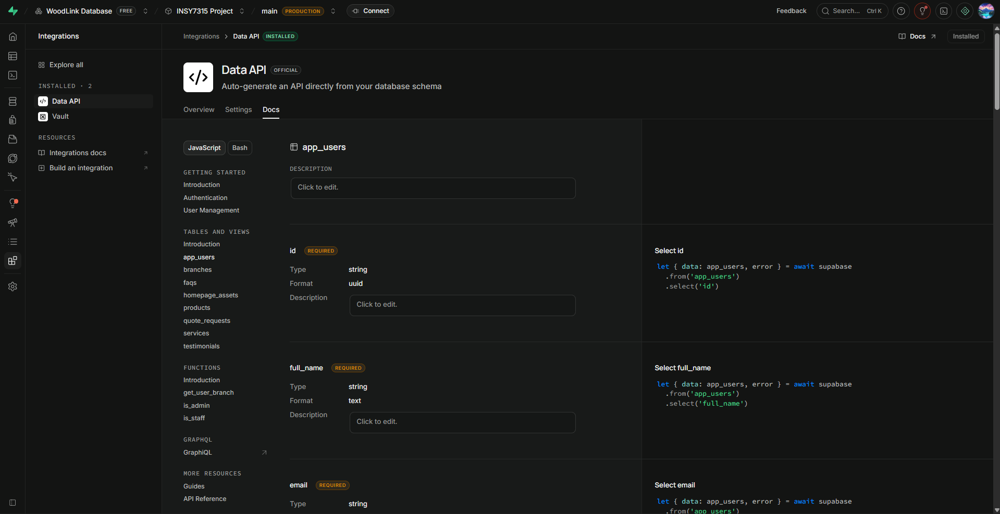 WoodLink Database FREE / INSY7315 Project / main PRODUCTION Connect
Feedback Search... Ctrl K
Integrations
Explore all
INSTALLED · 2
Data API
Vault
RESOURCES
Integrations docs
Build an integration
Integrations > Data API INSTALLED
Docs Installed
Data API OFFICIAL
Auto-generate an API directly from your database schema
Overview Settings Docs
JavaScript Bash
GETTING STARTED
Introduction
Authentication
User Management
TABLES AND VIEWS
Introduction
app_users
branches
faqs
homepage_assets
products
quote_requests
services
testimonials
FUNCTIONS
Introduction
get_user_branch
is_admin
is_staff
GRAPHQL
GraphiQL
MORE RESOURCES
Guides
API Reference
app_users
DESCRIPTION
Click to edit.
id REQUIRED
Type string
Format uuid
Description Click to edit.
Select id
let { data: app_users, error } = await supabase
.from('app_users')
.select('id')
full_name REQUIRED
Type string
Format text
Description Click to edit.
Select full_name
let { data: app_users, error } = await supabase
.from('app_users')
.select('full_name')
email REQUIRED
Type string
Select email
let { data: app_users, error } = await supabase
.from('app_users')